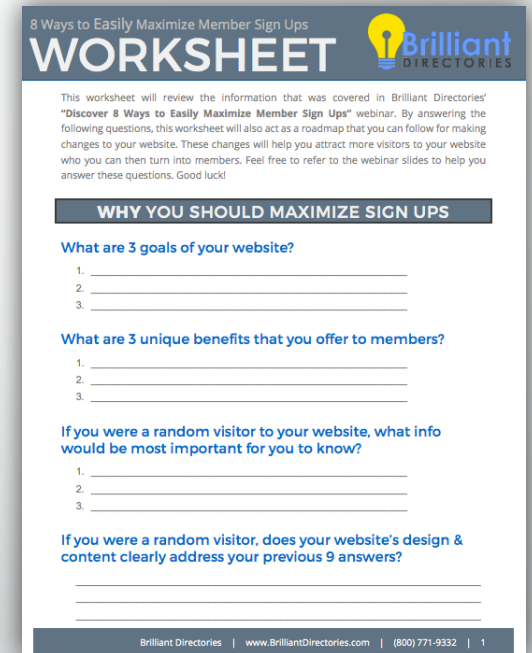 8 Ways to Easily Maximize Member Sign Ups
WORKSHEET
Brilliant
DIRECTORIES
This worksheet will review the information that was covered in Brilliant Directories'
"Discover 8 Ways to Easily Maximize Member Sign Ups" webinar. By answering the
following questions, this worksheet will also act as a roadmap that you can follow for making
changes to your website. These changes will help you attract more visitors to your website
who you can then turn into members. Feel free to refer to the webinar slides to help you
answer these questions. Good luck!
WHY YOU SHOULD MAXIMIZE SIGN UPS
What are 3 goals of your website?
1.
2.
3.
What are 3 unique benefits that you offer to members?
1.
2.
3.
If you were a random visitor to your website, what info
would be most important for you to know?
1.
2.
3.
If you were a random visitor, does your website's design &
content clearly address your previous 9 answers?
Brilliant Directories | www.BrilliantDirectories.com | (800) 771-9332 | 1